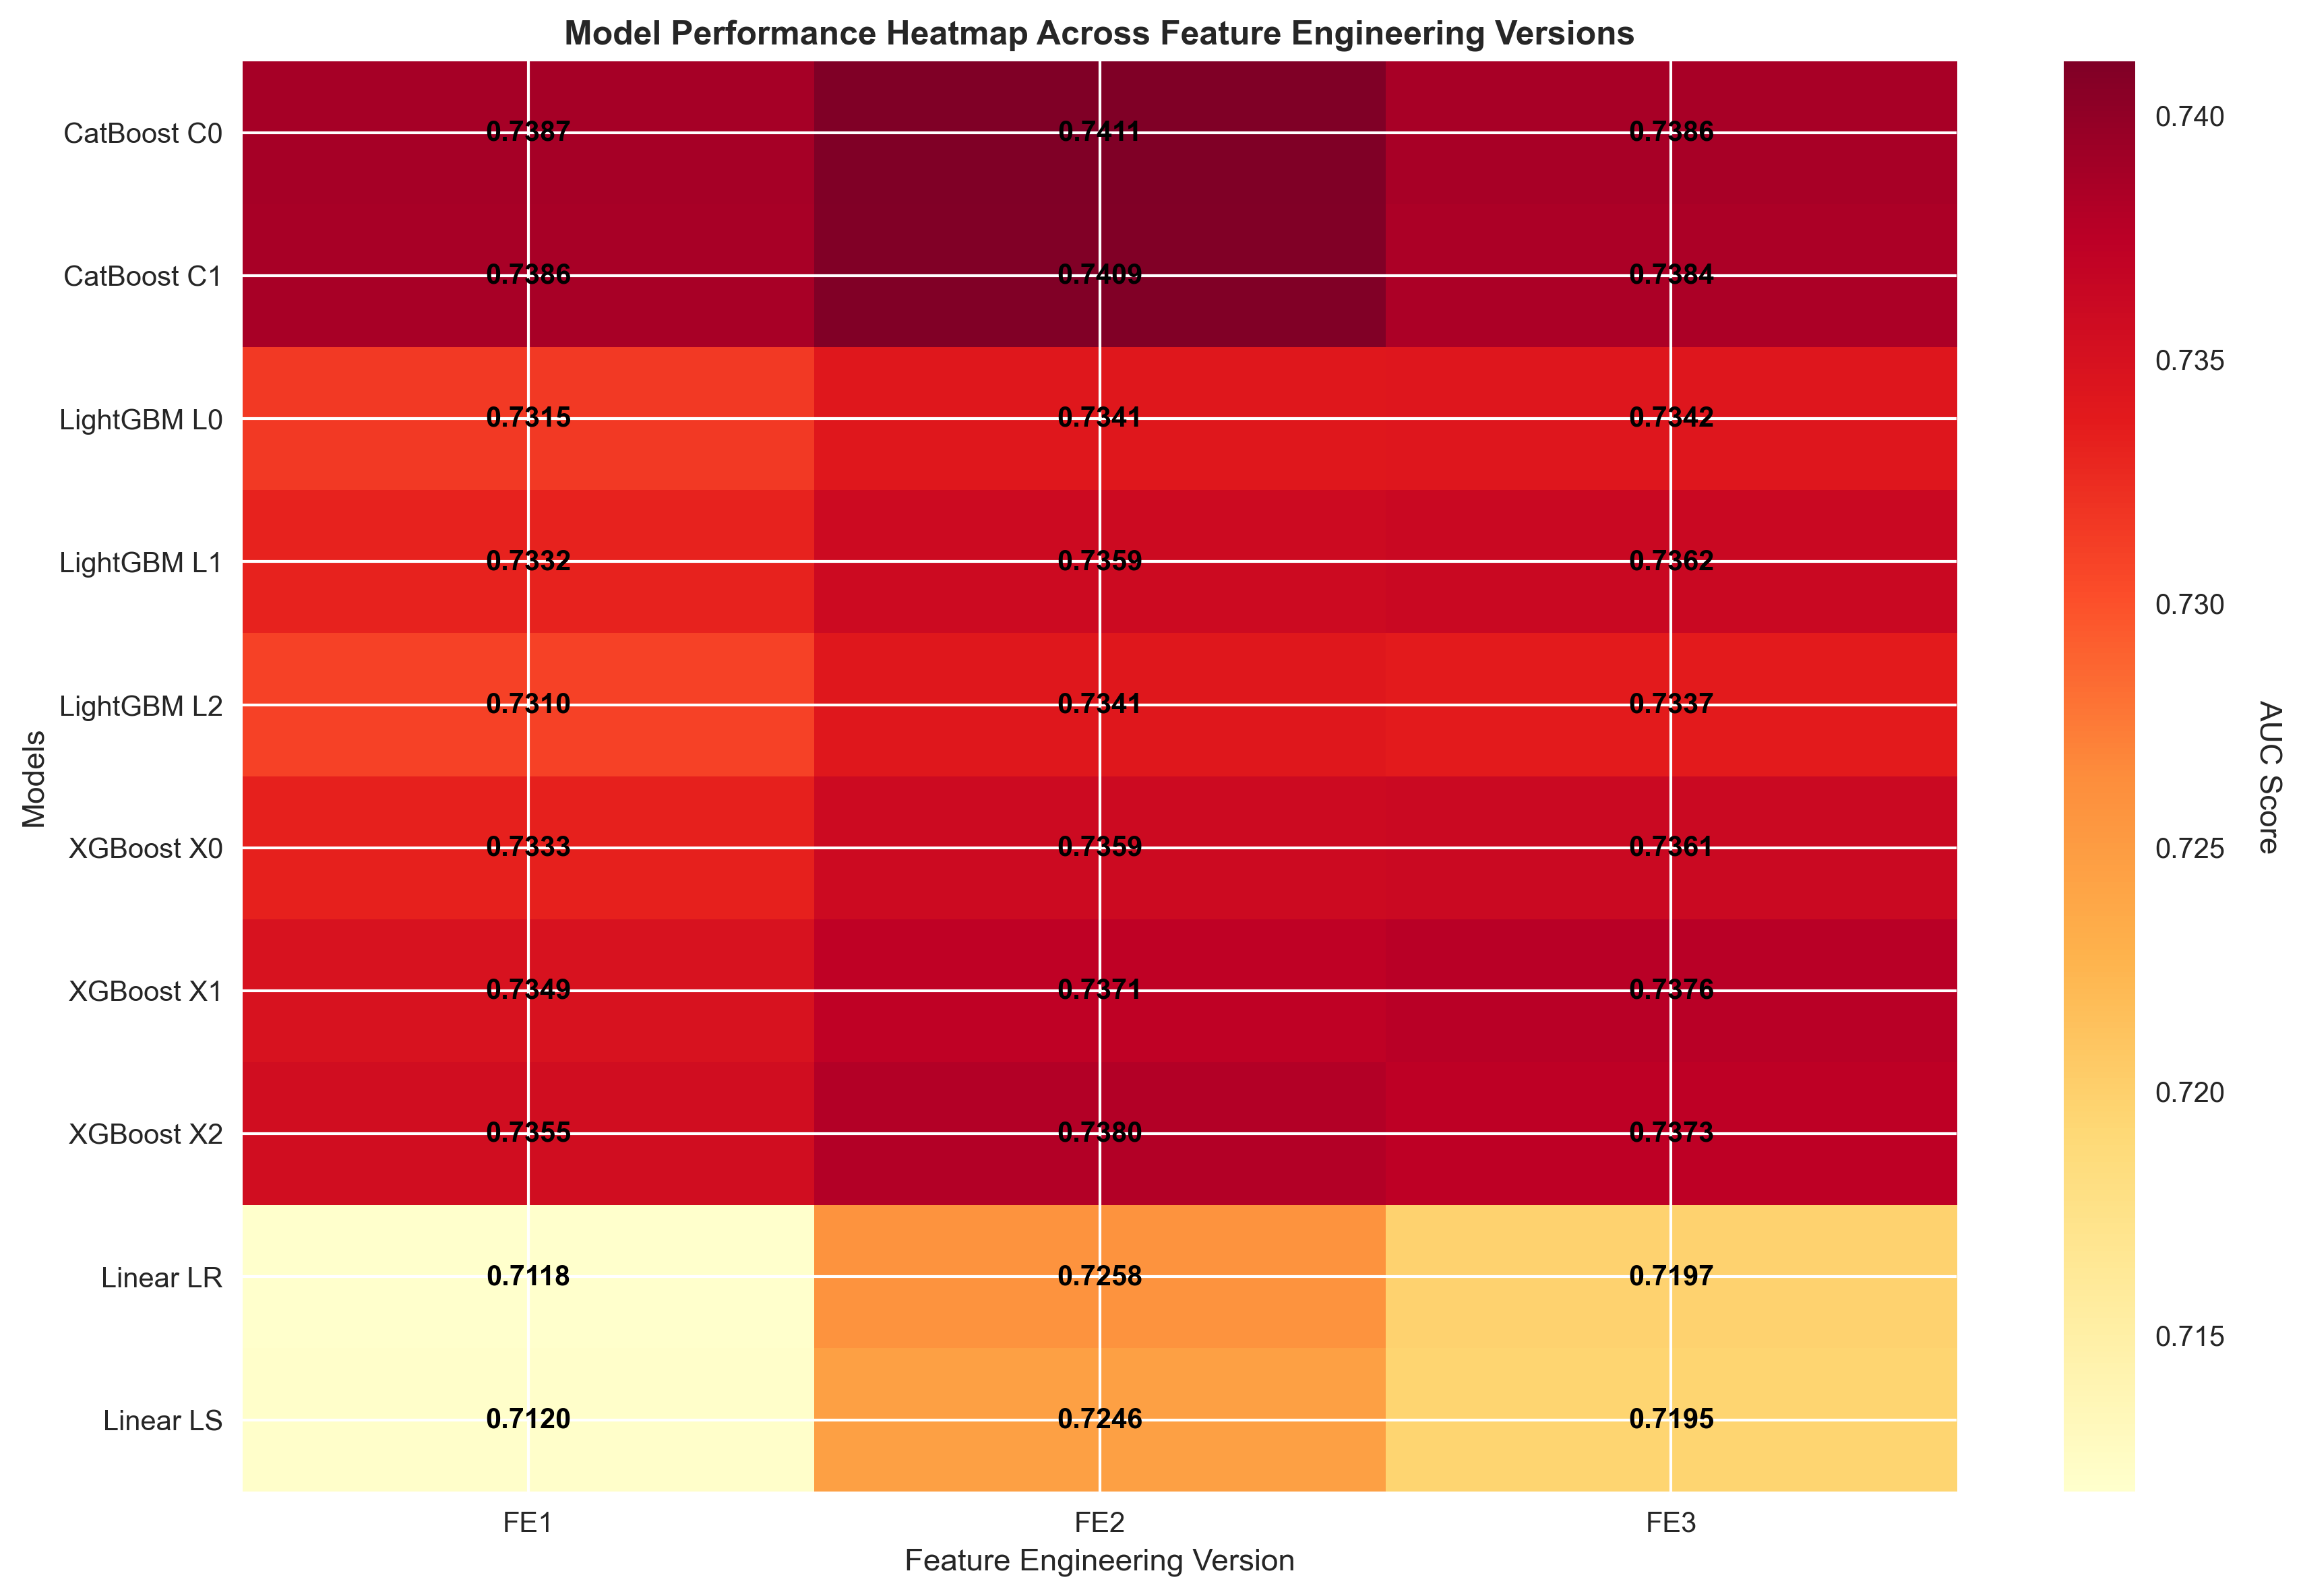 Model Performance Heatmap Across Feature Engineering Versions
CatBoost C0 0.7387 0.7411 0.7386
CatBoost C1 0.7386 0.7409 0.7384
LightGBM L0 0.7315 0.7341 0.7342
LightGBM L1 0.7332 0.7359 0.7362
LightGBM L2 0.7310 0.7341 0.7337
XGBoost X0 0.7333 0.7359 0.7361
XGBoost X1 0.7349 0.7371 0.7376
XGBoost X2 0.7355 0.7380 0.7373
Linear LR 0.7118 0.7258 0.7197
Linear LS 0.7120 0.7246 0.7195
FE1 FE2 FE3
Feature Engineering Version
Models
0.740
0.735
0.730
0.725
0.720
0.715
AUC Score